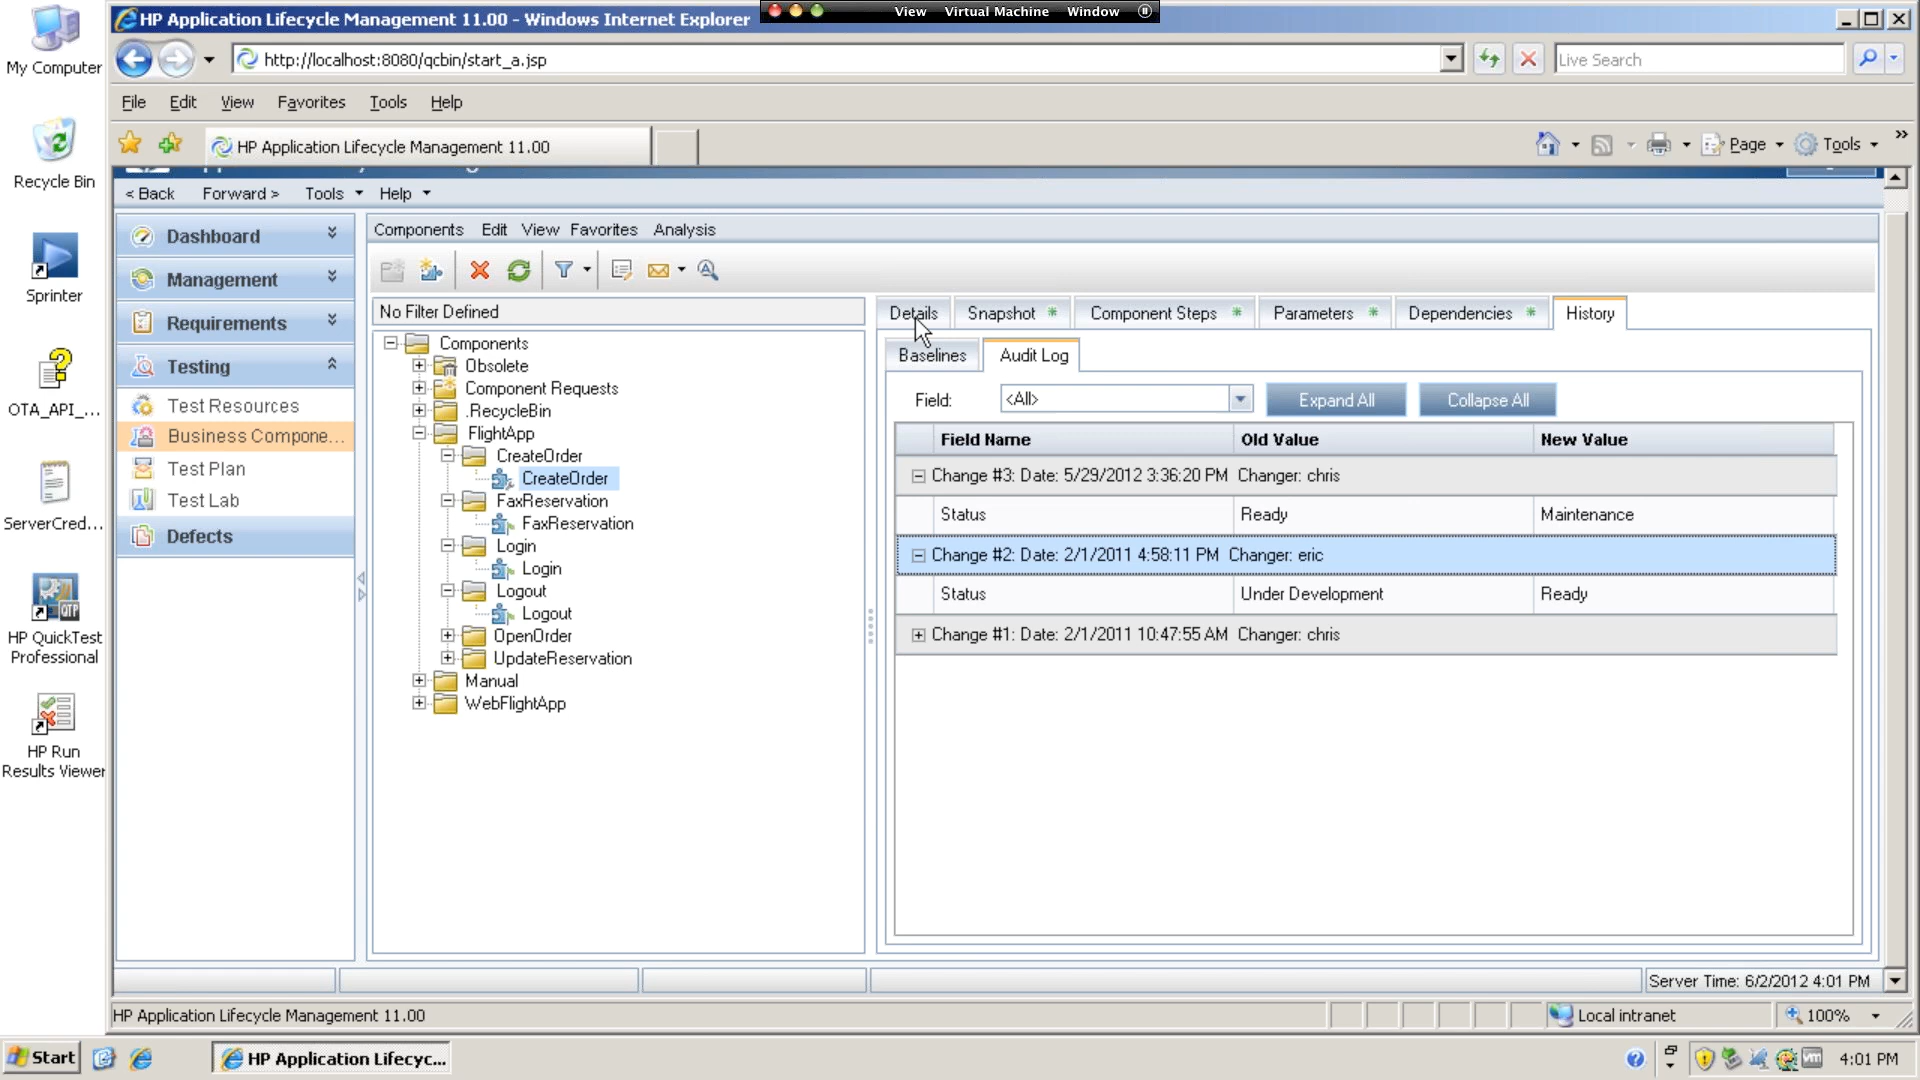 View Virtual Machine Window
My Computer
Recycle Bin
Sprinter
OTA_API_...
ServerCred...
HP QuickTest
Professional
QTP
HP Run
Results Viewer
HP Application Lifecycle Management 11.00 - Windows Internet Explorer
http://localhost:8080/qcbin/start_a.jsp
Live Search
File Edit View Favorites Tools Help
HP Application Lifecycle Management 11.00
Page Tools
< Back Forward > Tools Help
Dashboard
Management
Requirements
Testing
Test Resources
Business Compone...
Test Plan
Test Lab
Defects
Components Edit View Favorites Analysis
No Filter Defined
Components
Obsolete
Component Requests
.RecycleBin
FlightApp
CreateOrder
CreateOrder
FaxReservation
FaxReservation
Login
Login
Logout
Logout
OpenOrder
UpdateReservation
Manual
WebFlightApp
Details Snapshot * Component Steps * Parameters * Dependencies * History
Baselines Audit Log
Field: <All> Expand All Collapse All
Field Name Old Value New Value
Change #3: Date: 5/29/2012 3:36:20 PM Changer: chris
Status Ready Maintenance
Change #2: Date: 2/1/2011 4:58:11 PM Changer: eric
Status Under Development Ready
Change #1: Date: 2/1/2011 10:47:55 AM Changer: chris
Server Time: 6/2/2012 4:01 PM
HP Application Lifecycle Management 11.00
Local intranet 100%
Start
HP Application Lifecyc...
vm
4:01 PM